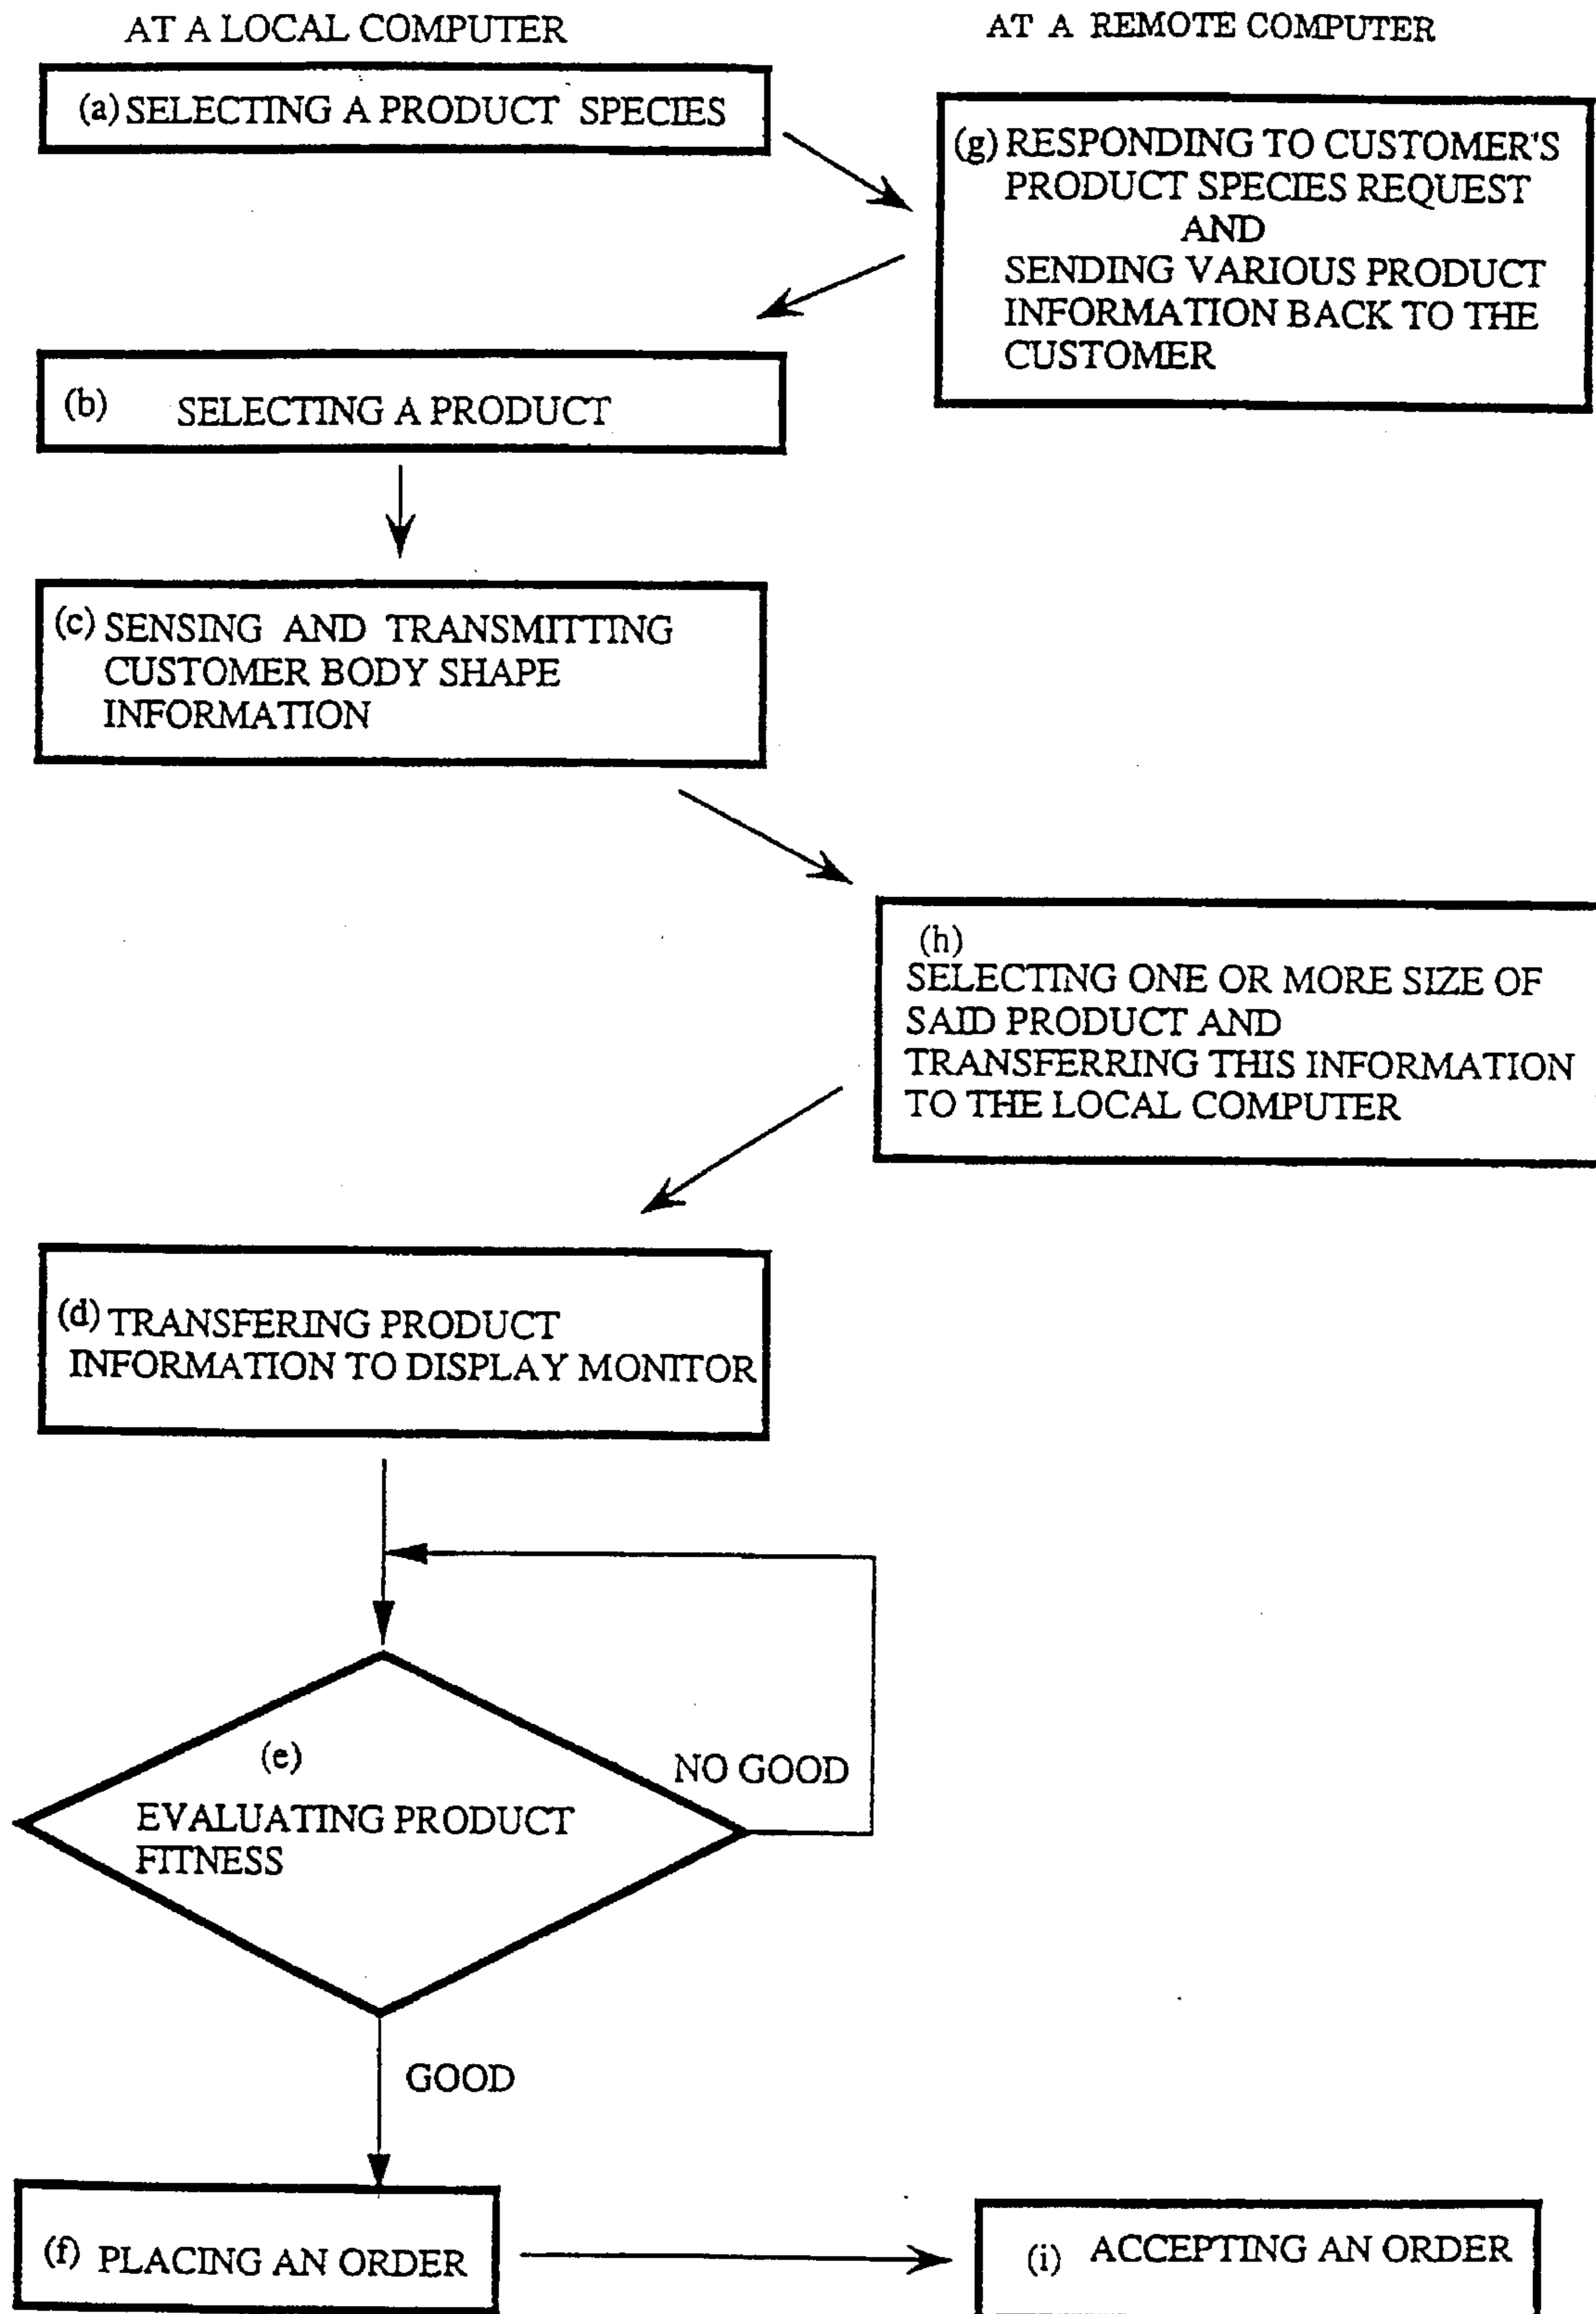 AT A LOCAL COMPUTER
AT A REMOTE COMPUTER
(a) SELECTING A PRODUCT SPECIES
(g) RESPONDING TO CUSTOMER'S
PRODUCT SPECIES REQUEST
AND
SENDING VARIOUS PRODUCT
INFORMATION BACK TO THE
CUSTOMER
(b) SELECTING A PRODUCT
(c) SENSING AND TRANSMITTING
CUSTOMER BODY SHAPE
INFORMATION
(h)
SELECTING ONE OR MORE SIZE OF
SAID PRODUCT AND
TRANSFERRING THIS INFORMATION
TO THE LOCAL COMPUTER
(d) TRANSFERING PRODUCT
INFORMATION TO DISPLAY MONITOR
(e)
NO GOOD
EVALUATING PRODUCT
FITNESS
GOOD
(f) PLACING AN ORDER
(i) ACCEPTING AN ORDER